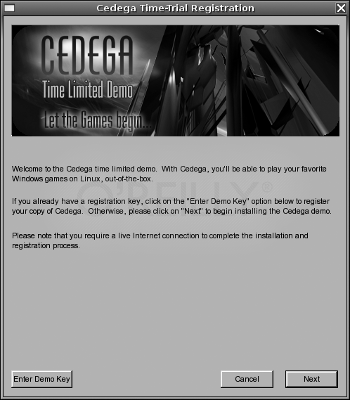 Cedega Time-Trial Registration
CEDEGA
Time Limited Demo
Let the Games begin...
Welcome to the Cedega time limited demo. With Cedega, you'll be able to play your favorite
Windows games on Linux, out-of-the-box.
If you already have a registration key, click on the "Enter Demo Key" option below to register
your copy of Cedega. Otherwise, please click on "Next" to begin installing the Cedega demo.
Please note that you require a live Internet connection to complete the installation and
registration process.
Enter Demo Key
Cancel
Next